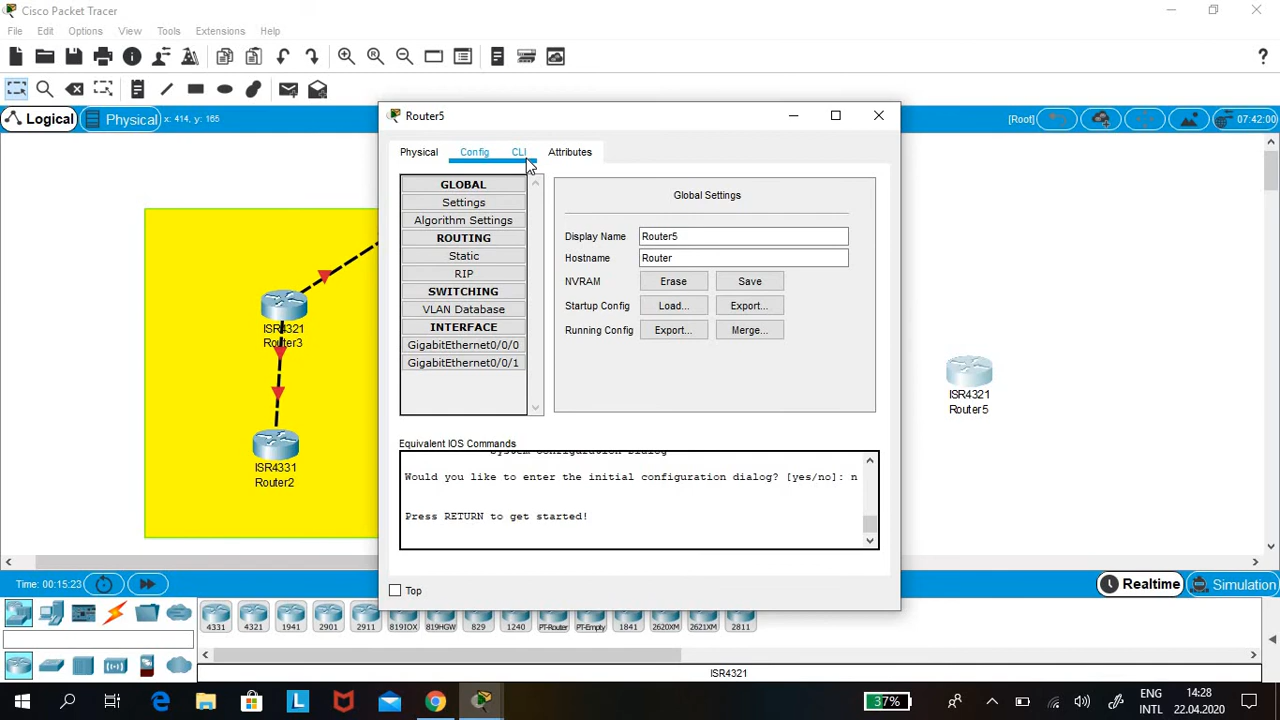 Cisco Packet Tracer
File Edit Options View Tools Extensions Help
?
Logical Physical x: 414, y: 165 [Root] 07:42:00
Router5
Physical Config CLI Attributes
GLOBAL
Settings
Algorithm Settings
ROUTING
Static
RIP
SWITCHING
VLAN Database
INTERFACE
GigabitEthernet0/0/0
GigabitEthernet0/0/1
Global Settings
Display Name Router5
Hostname Router
NVRAM Erase Save
Startup Config Load... Export...
Running Config Export... Merge...
Equivalent IOS Commands
System Configuration Dialog
Would you like to enter the initial configuration dialog? [yes/no]: n
Press RETURN to get started!
Top
ISR4321
Router3
ISR4331
Router2
ISR4321
Router5
Time: 00:15:23 Realtime Simulation
4331 4321 1941 2901 2911 819IOX 819HGW 829 1240 PT-Router PT-Empty 1841 2620XM 2621XM 2811
ISR4321
L
37%
ENG
INTL
14:28
22.04.2020